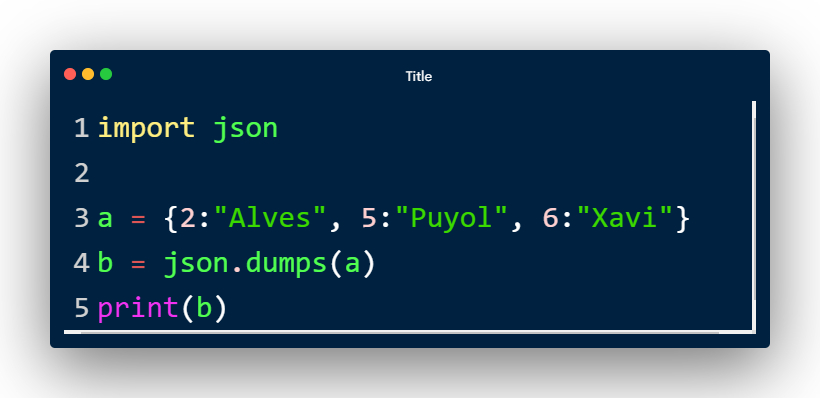 Title
1 import json
2
3 a = {2:"Alves", 5:"Puyol", 6:"Xavi"}
4 b = json.dumps(a)
5 print(b)